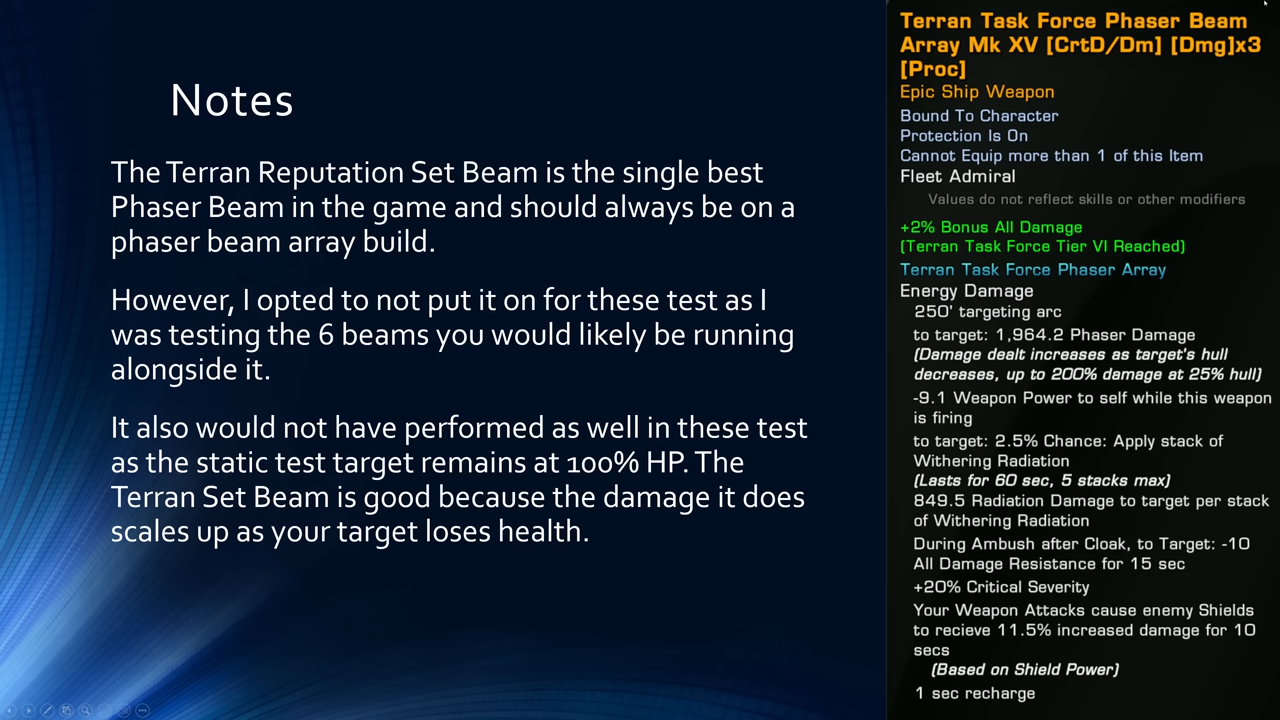 Notes
The Terran Reputation Set Beam is the single best
Phaser Beam in the game and should always be on a
phaser beam array build.
However, I opted to not put it on for these test as I
was testing the 6 beams you would likely be running
alongside it.
It also would not have performed as well in these test
as the static test target remains at 100% HP. The
Terran Set Beam is good because the damage it does
scales up as your target loses health.
Terran Task Force Phaser Beam
Array Mk XV [CrtD/Dm] [Dmg]x3
[Proc]
Epic Ship Weapon
Bound To Character
Protection Is On
Cannot Equip more than 1 of this Item
Fleet Admiral
Values do not reflect skills or other modifiers
+2% Bonus All Damage
(Terran Task Force Tier VI Reached)
Terran Task Force Phaser Array
Energy Damage
250' targeting arc
to target: 1,964.2 Phaser Damage
(Damage dealt increases as target's hull
decreases, up to 200% damage at 25% hull)
-9.1 Weapon Power to self while this weapon
is firing
to target: 2.5% Chance: Apply stack of
Withering Radiation
(Lasts for 60 sec, 5 stacks max)
849.5 Radiation Damage to target per stack
of Withering Radiation
During Ambush after Cloak, to Target: -10
All Damage Resistance for 15 sec
+20% Critical Severity
Your Weapon Attacks cause enemy Shields
to recieve 11.5% increased damage for 10
secs
(Based on Shield Power)
1 sec recharge